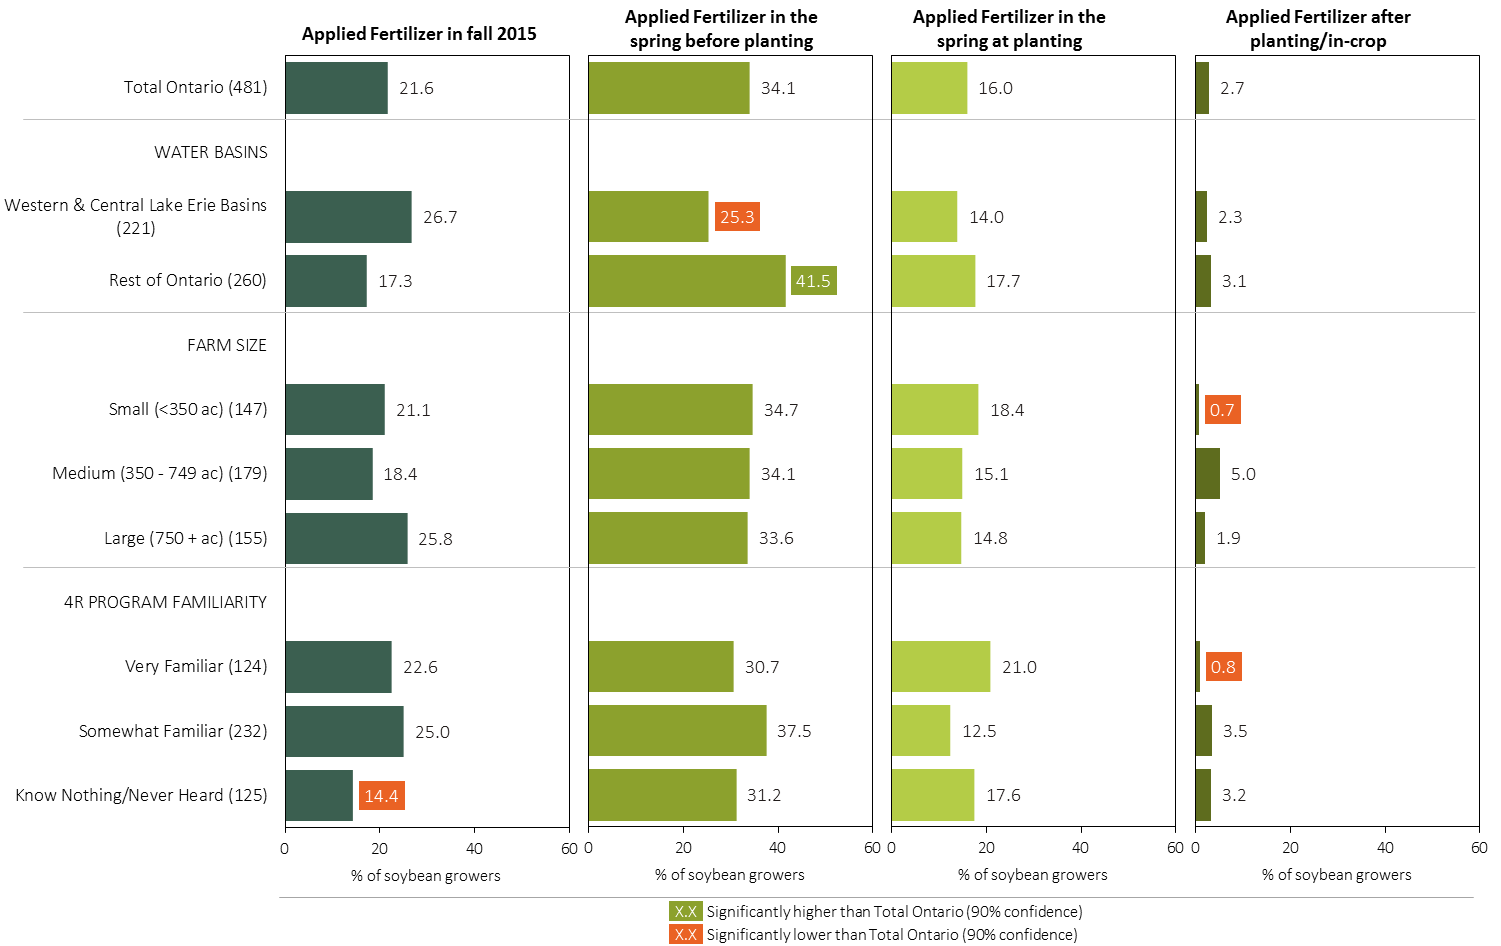 Applied Fertilizer in fall 2015
Applied Fertilizer in the
spring before planting
Applied Fertilizer in the
spring at planting
Applied Fertilizer after
planting/in-crop
Total Ontario (481)
21.6
34.1
16.0
2.7
WATER BASINS
Western & Central Lake Erie Basins
(221)
26.7
25.3
14.0
2.3
Rest of Ontario (260)
17.3
41.5
17.7
3.1
FARM SIZE
Small (<350 ac) (147)
21.1
34.7
18.4
0.7
Medium (350 - 749 ac) (179)
18.4
34.1
15.1
5.0
Large (750 + ac) (155)
25.8
33.6
14.8
1.9
4R PROGRAM FAMILIARITY
Very Familiar (124)
22.6
30.7
21.0
0.8
Somewhat Familiar (232)
25.0
37.5
12.5
3.5
Know Nothing/Never Heard (125)
14.4
31.2
17.6
3.2
0 20 40 60
0 20 40 60
0 20 40 60
0 20 40 60
% of soybean growers
% of soybean growers
% of soybean growers
% of soybean growers
X.X Significantly higher than Total Ontario (90% confidence)
X.X Significantly lower than Total Ontario (90% confidence)